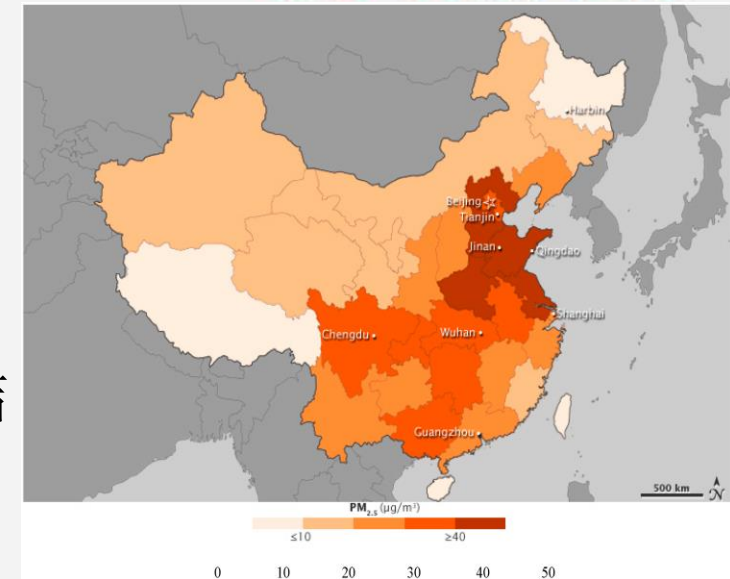 Harbin
Beijing
Tianjin
Jinan
Qingdao
Shanghai
Chengdu
Wuhan
Guangzhou
500 km
N
PM2.5 (µg/m³)
≤10 ≥40
0 10 20 30 40 50